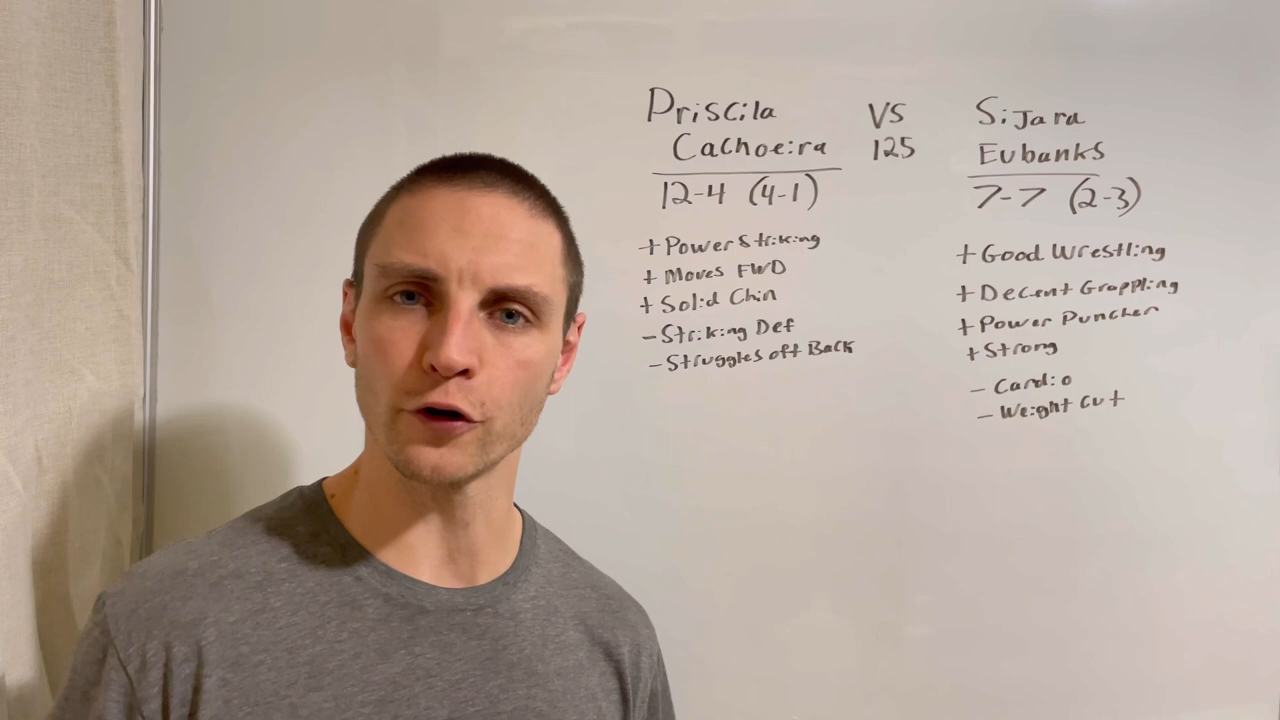 Priscila VS Sijara
Cachoeira 125 Eubanks
12-4 (4-1) 7-7 (2-3)
+ Power Striking
+ Moves FWD
+ Solid Chin
- Striking Def
- Struggles off Back
+ Good Wrestling
+ Decent Grappling
+ Power Puncher
+ Strong
- Cardio
- Weight Cut